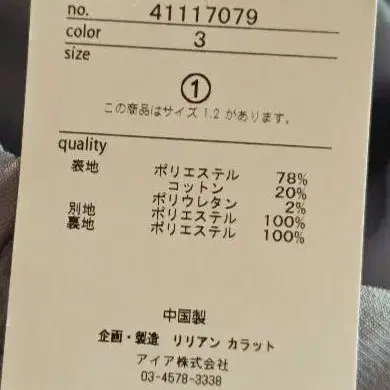 no. 41117079
color 3
size
①
この商品はサイズ 1.2 があります。
quality
表地 ポリエステル 78%
コットン 20%
ポリウレタン 2%
別地 ポリエステル 100%
裏地 ポリエステル 100%
中国製
企画・製造 リリアン カラット
アイア株式会社
03-4578-3338